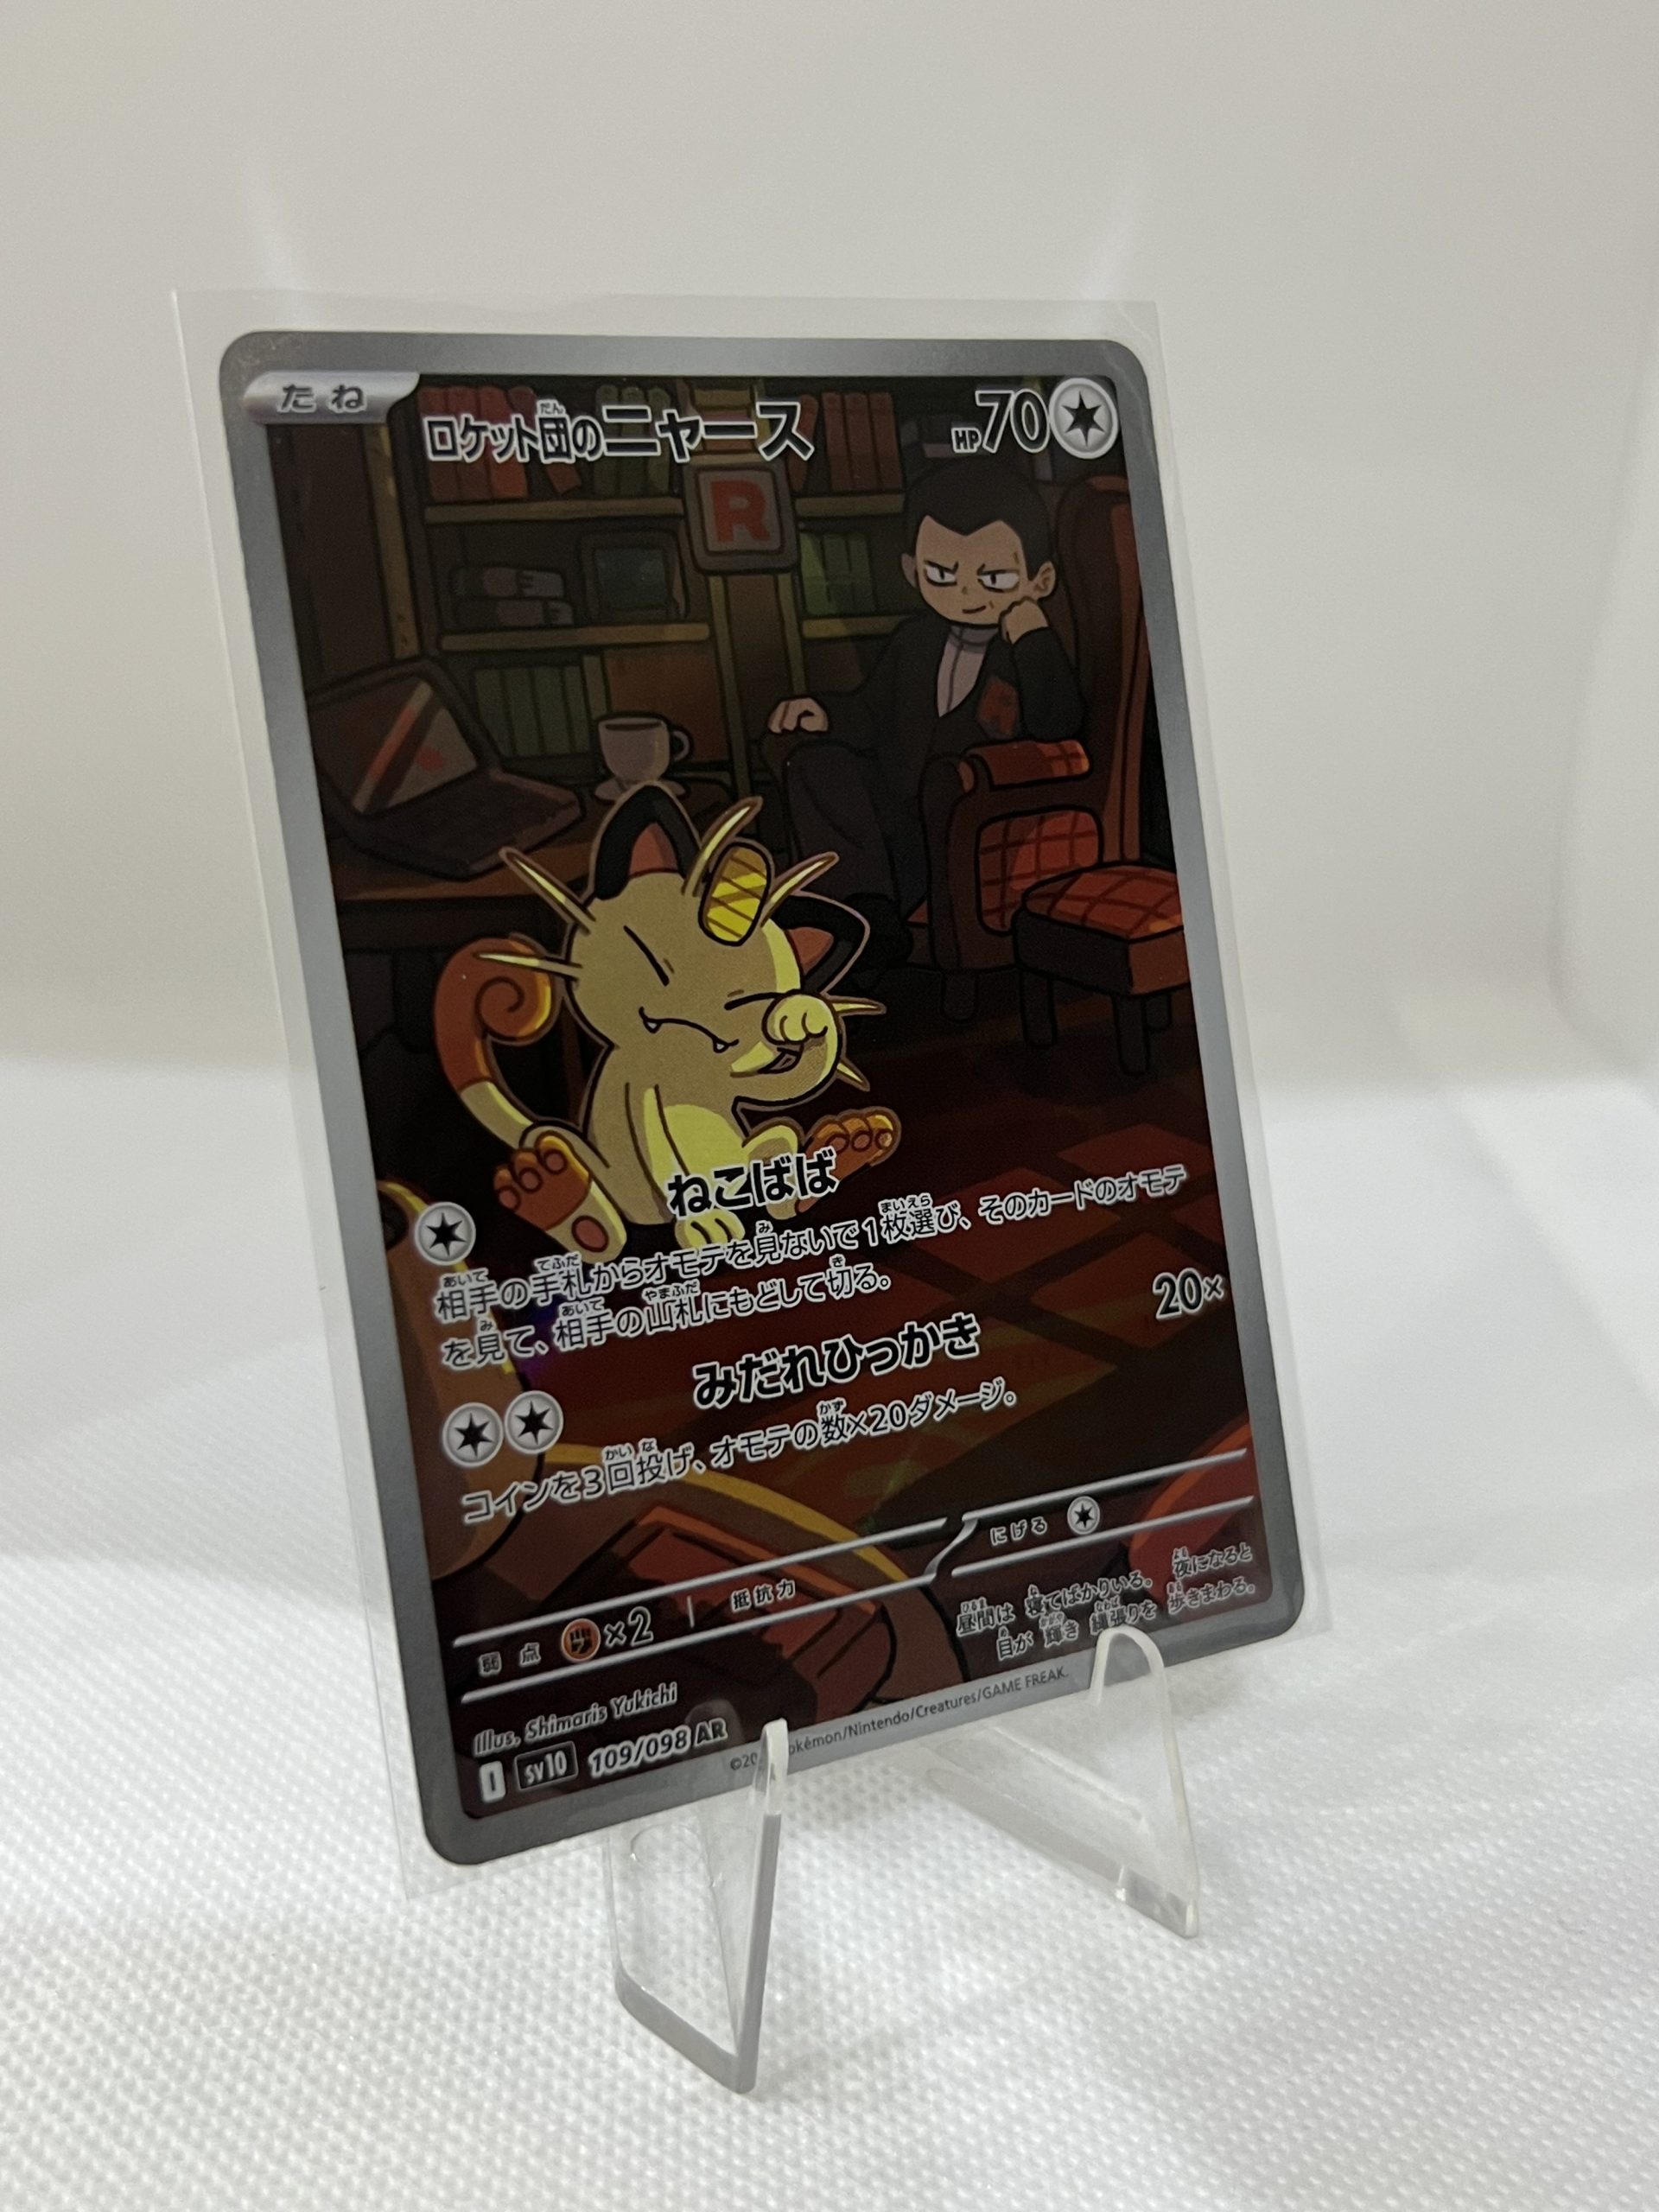 たね
ロケット団のニャース
HP70
R
ねこばば
相手の手札からオモテを見ないで1枚選び、そのカードのオモテ
を見て、相手の山札にもどして切る。
みだれひっかき 20×
コインを3回投げ、オモテの数×20ダメージ。
弱点 ×2 抵抗力 にげる
昼間は 寝てばかりいる。 夜になると
目が 輝き 縄張りを 歩きまわる。
Illus. Shimaris Yukichi
I sv10 109/098 AR
Pokémon/Nintendo/Creatures/GAME FREAK.